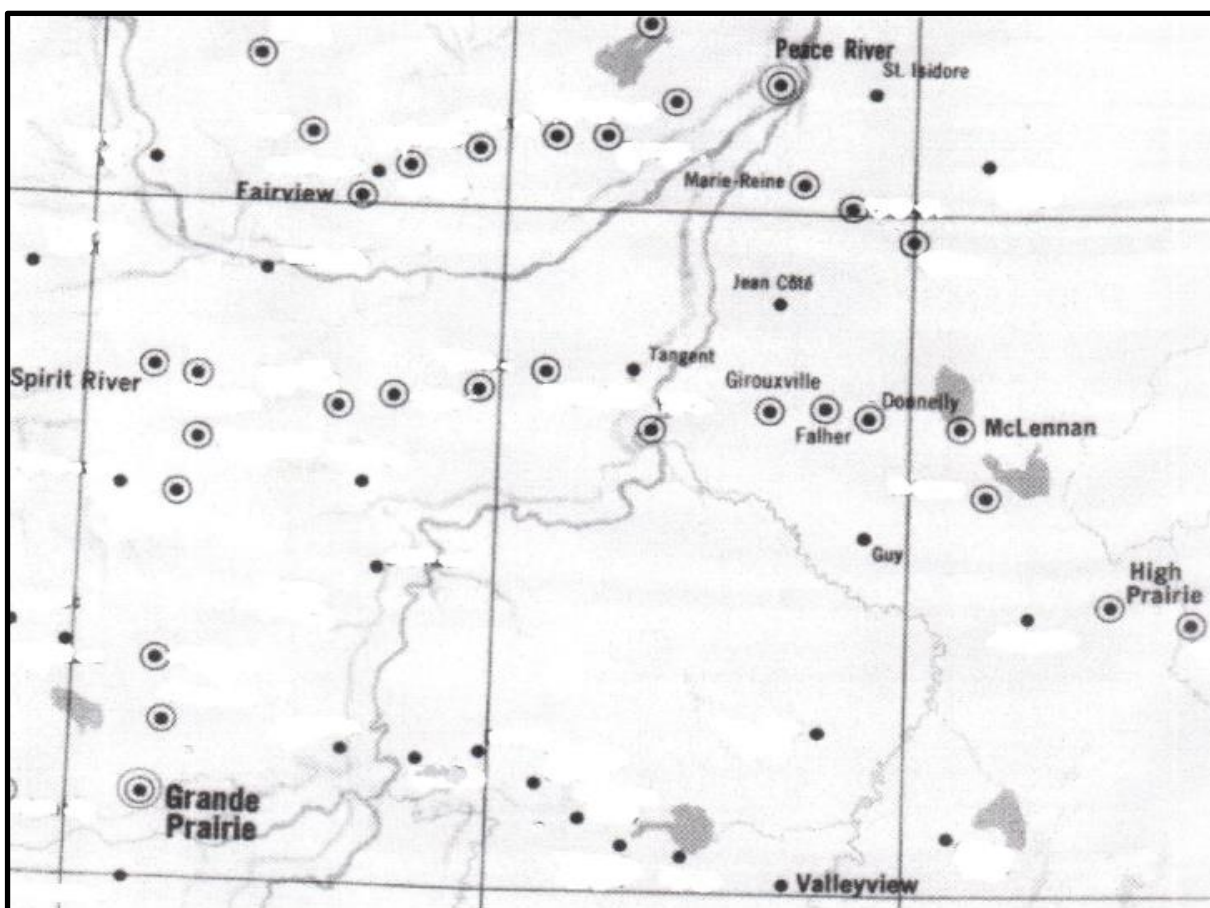 Peace River
St. Isidore
Fairview
Marie-Reine
Jean Côté
Tangent
Spirit River
Girouxville
Donnelly
Falher
McLennan
Guy
High
Prairie
Grande
Prairie
Valleyview